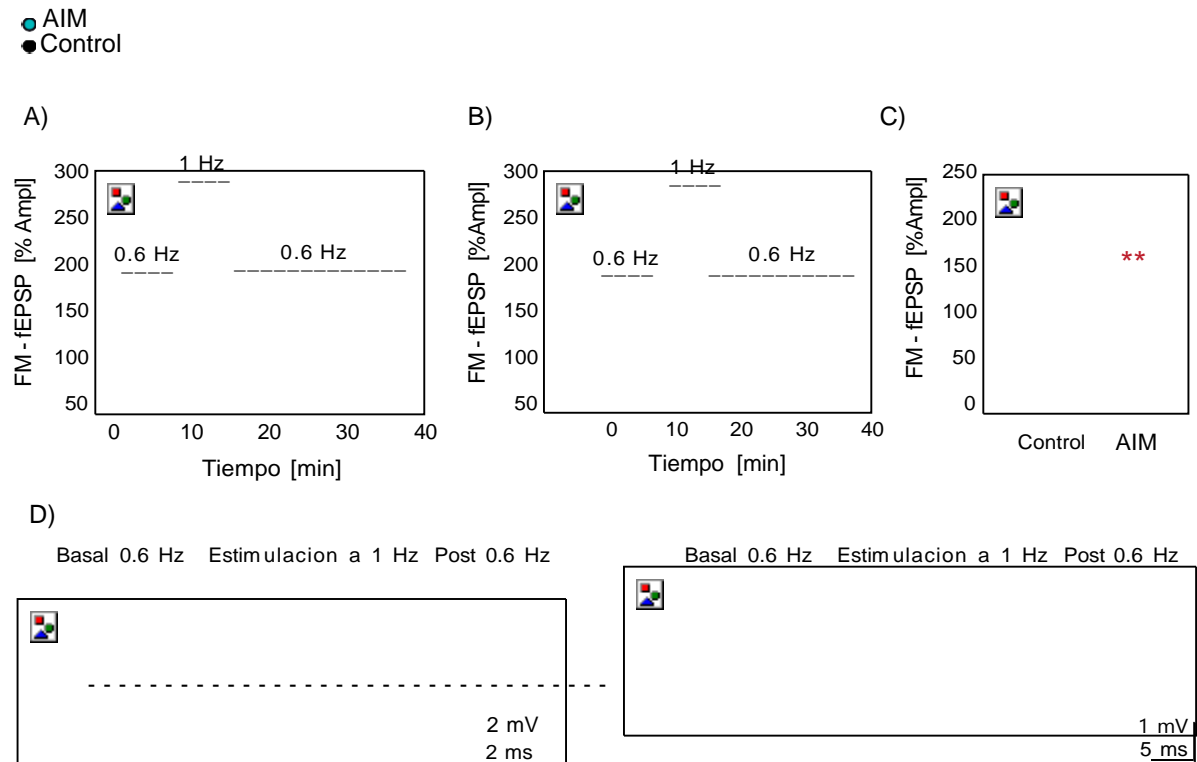 AIM
Control
A)
B)
C)
FM - fEPSP [% Ampl]
300
250
200
150
100
50
1 Hz
0.6 Hz
0.6 Hz
0 10 20 30 40
Tiempo [min]
FM - fEPSP [%Ampl]
300
250
200
150
100
50
1 Hz
0.6 Hz
0.6 Hz
0 10 20 30 40
Tiempo [min]
FM - fEPSP [%Ampl]
250
200
150
100
50
0
**
Control AIM
D)
Basal 0.6 Hz Estimulacion a 1 Hz Post 0.6 Hz
Basal 0.6 Hz Estimulacion a 1 Hz Post 0.6 Hz
2 mV
2 ms
1 mV
5 ms